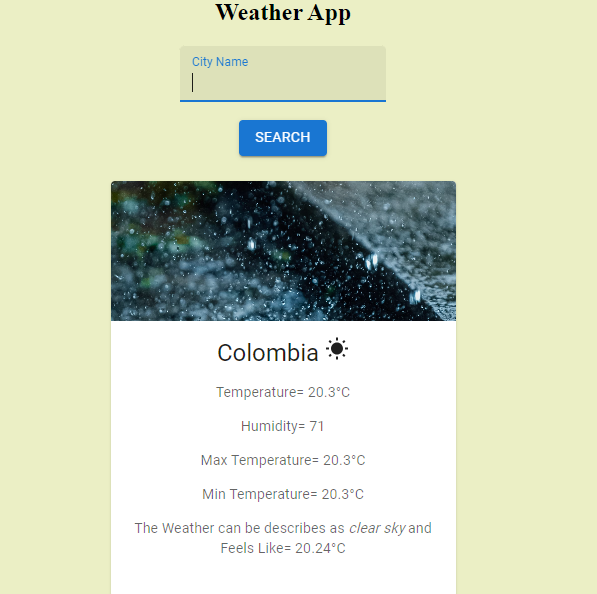 Weather App
City Name
SEARCH
Colombia
Temperature= 20.3°C
Humidity= 71
Max Temperature= 20.3°C
Min Temperature= 20.3°C
The Weather can be describes as clear sky and
Feels Like= 20.24°C